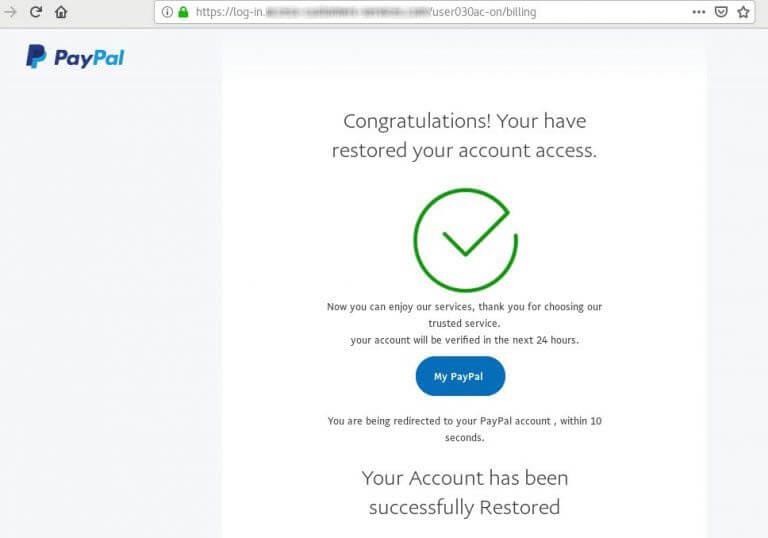 https://log-in. /user030ac-on/billing
PayPal
Congratulations! Your have
restored your account access.
Now you can enjoy our services, thank you for choosing our
trusted service.
your account will be verified in the next 24 hours.
My PayPal
You are being redirected to your PayPal account , within 10
seconds.
Your Account has been
successfully Restored